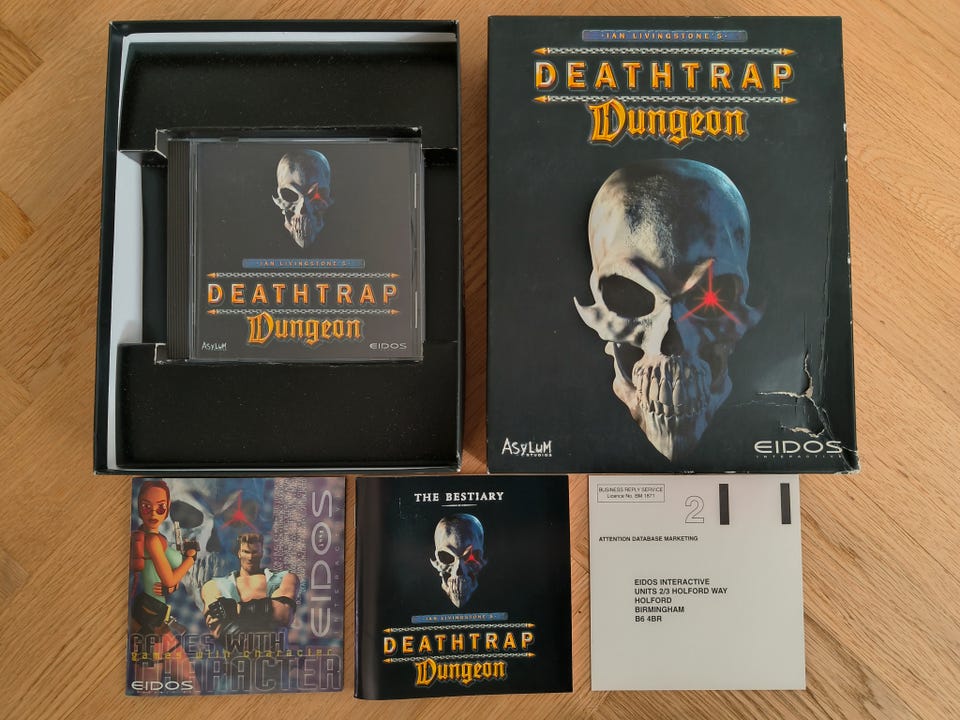 IAN LIVINGSTONE'S
DEATHTRAP
Dungeon
ASYLUM
STUDIOS
EIDOS
INTERACTIVE
IAN LIVINGSTONE'S
DEATHTRAP
Dungeon
ASYLUM
EIDOS
EIDOS
INTERACTIVE
GAMES WITH
games with character
CHARACTER
EIDOS
THE BESTIARY
IAN LIVINGSTONE'S
DEATHTRAP
Dungeon
BUSINESS REPLY SERVICE
Licence No. BM 1671
2
ATTENTION DATABASE MARKETING
EIDOS INTERACTIVE
UNITS 2/3 HOLFORD WAY
HOLFORD
BIRMINGHAM
B6 4BR